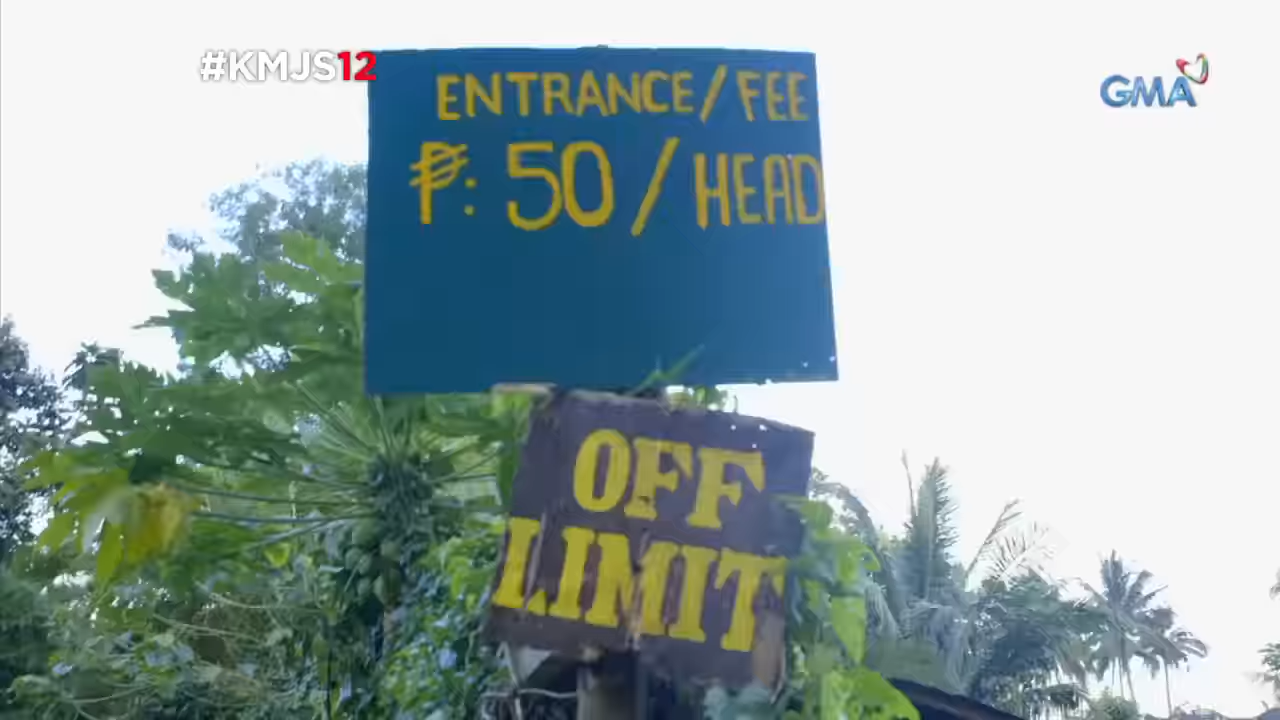 #KMJS12
GMA
ENTRANCE/FEE
₱: 50/HEAD
OFF
LIMIT